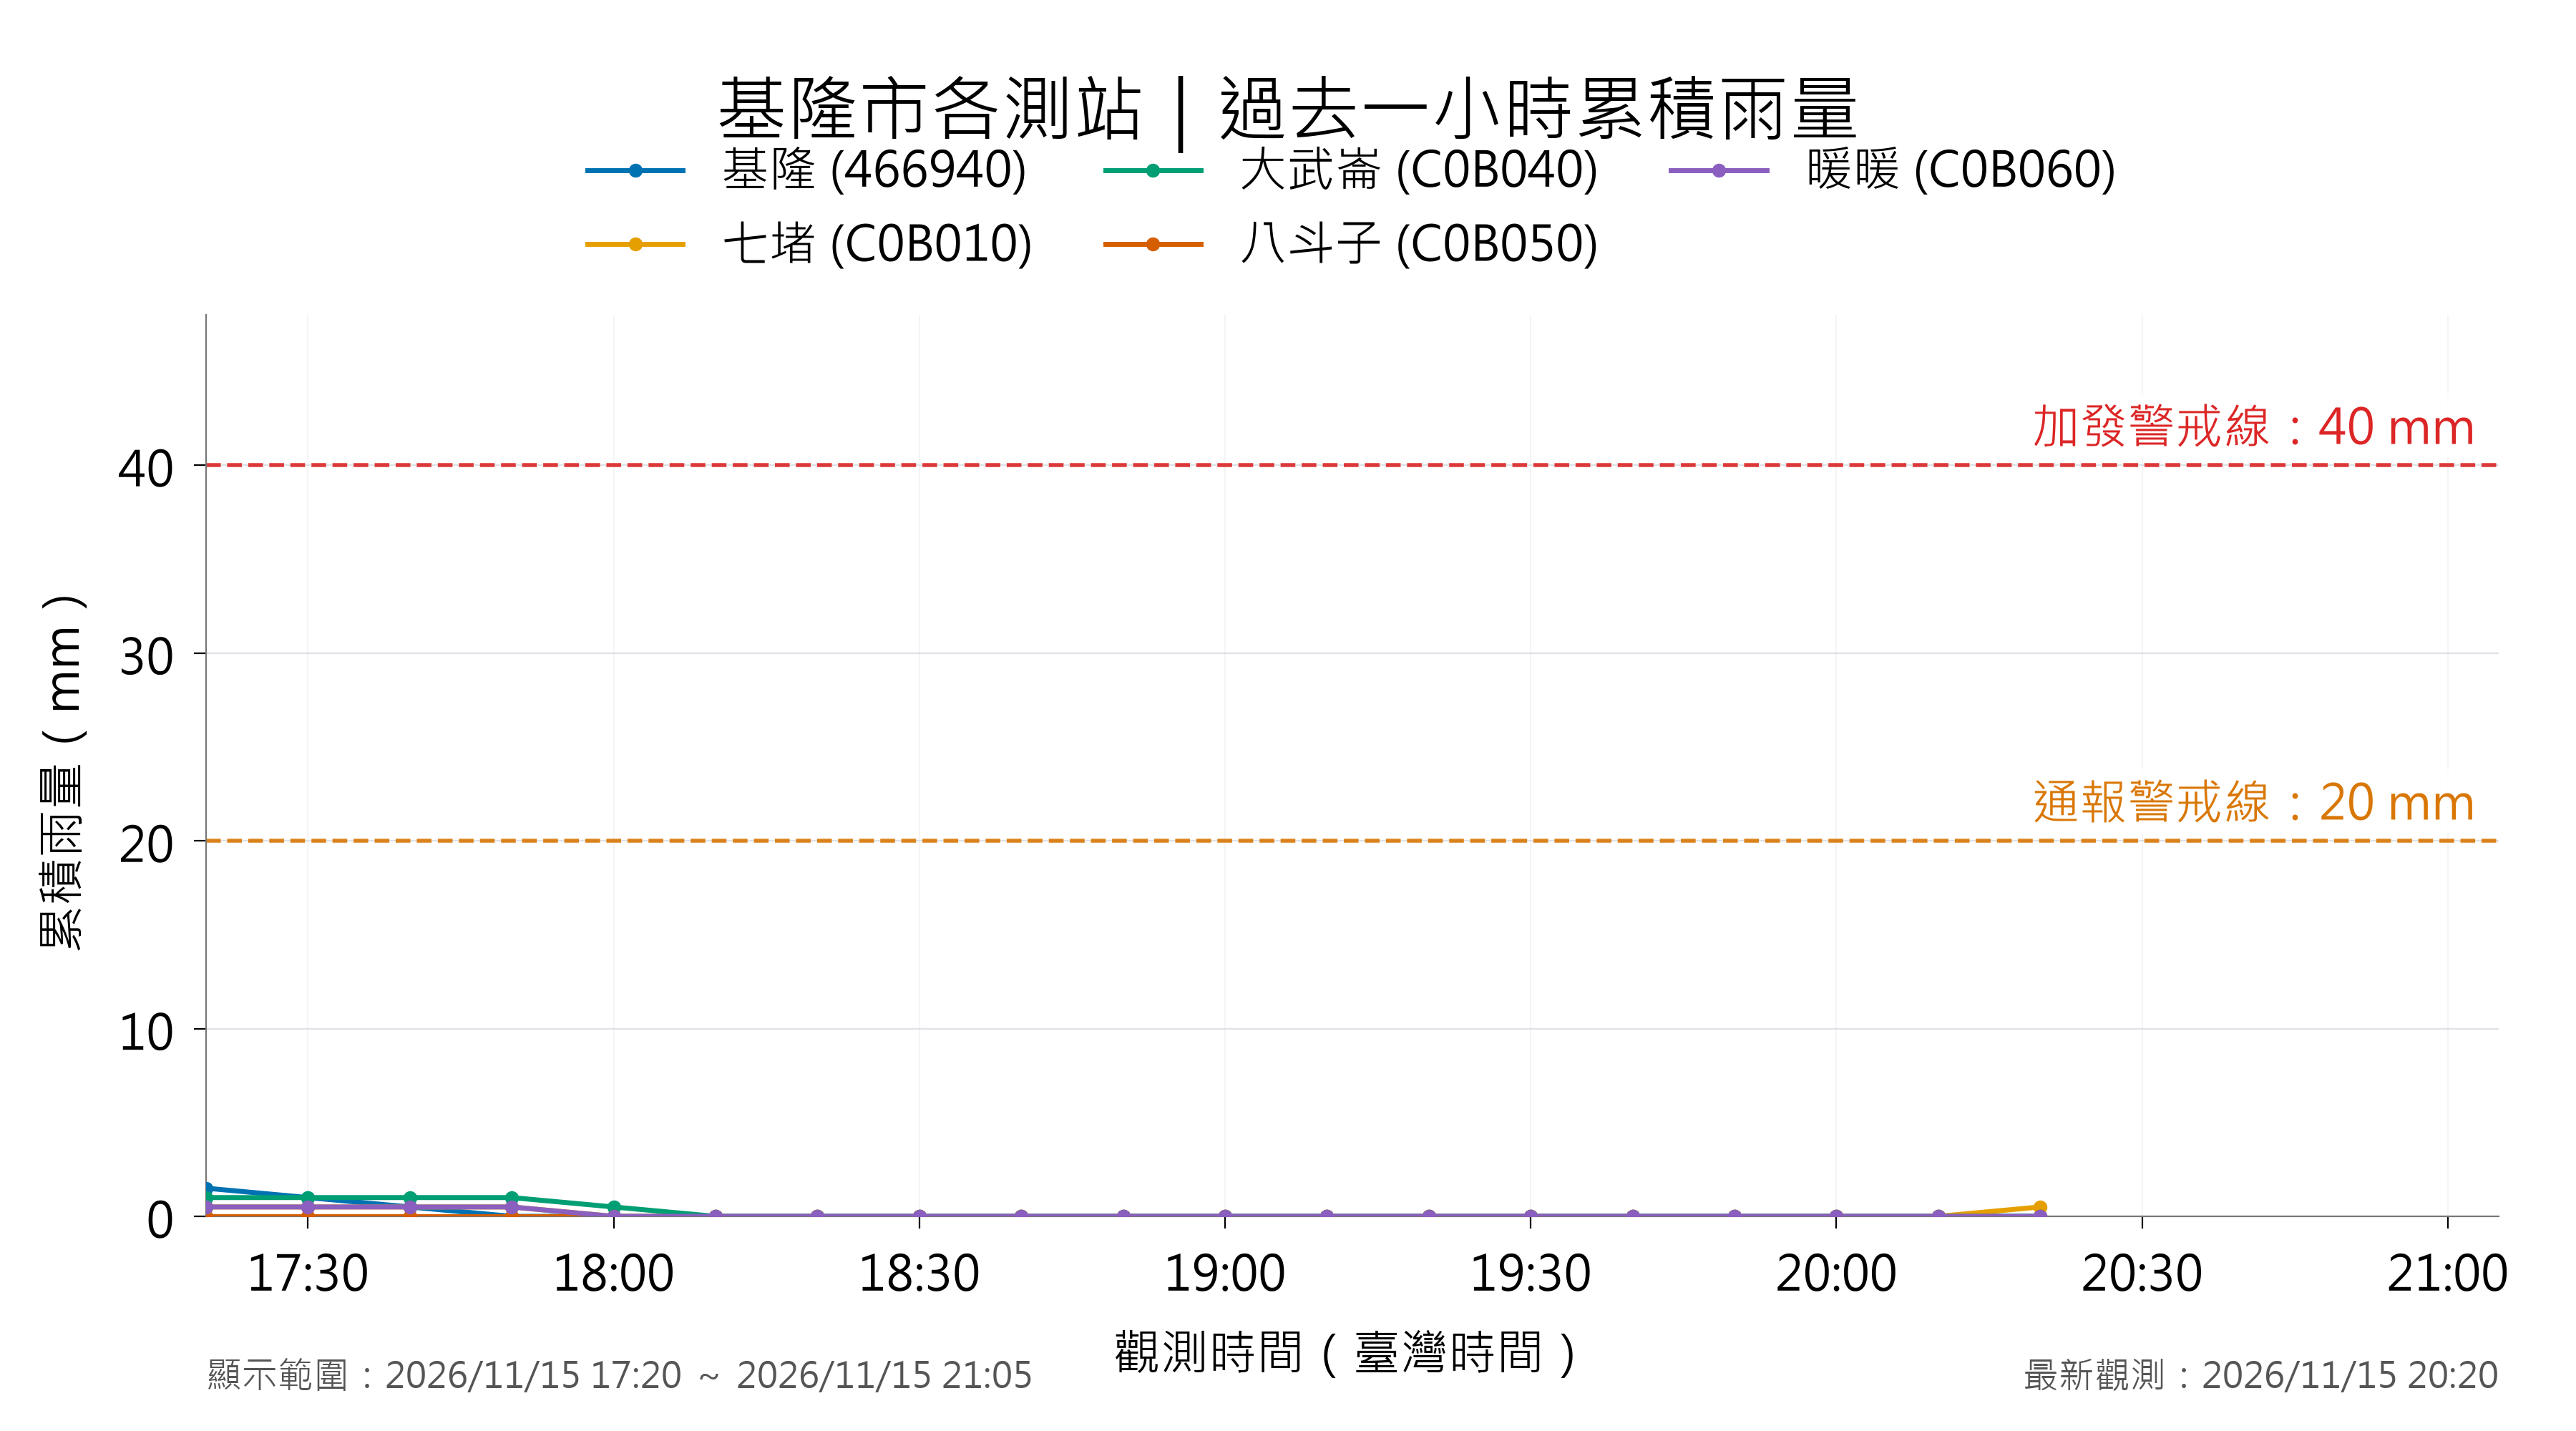 基隆市各測站｜過去一小時累積雨量
基隆 (466940)
大武崙 (C0B040)
暖暖 (C0B060)
七堵 (C0B010)
八斗子 (C0B050)
加發警戒線：40 mm
通報警戒線：20 mm
累積雨量（mm）
40
30
20
10
0
17:30
18:00
18:30
19:00
19:30
20:00
20:30
21:00
觀測時間（臺灣時間）
顯示範圍：2026/11/15 17:20 ~ 2026/11/15 21:05
最新觀測：2026/11/15 20:20